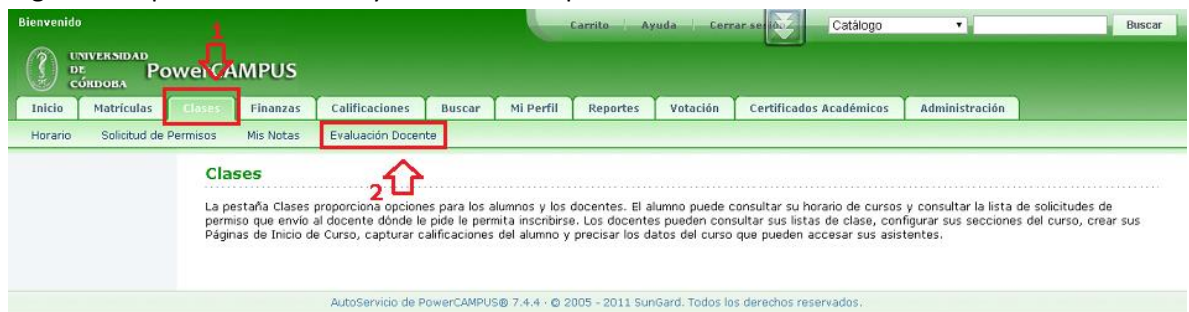 Bienvenido
Carrito Ayuda Cerrar sesión Catálogo Buscar
1
UNIVERSIDAD
DE
CÓRDOBA
PowerCAMPUS
Inicio Matrículas Clases Finanzas Calificaciones Buscar Mi Perfil Reportes Votación Certificados Académicos Administración
Horario Solicitud de Permisos Mis Notas Evaluación Docente
Clases
2
La pestaña Clases proporciona opciones para los alumnos y los docentes. El alumno puede consultar su horario de cursos y consultar la lista de solicitudes de
permiso que envío al docente dónde le pide le permita inscribirse. Los docentes pueden consultar sus listas de clase, configurar sus secciones del curso, crear sus
Páginas de Inicio de Curso, capturar calificaciones del alumno y precisar los datos del curso que pueden accesar sus asistentes.
AutoServicio de PowerCAMPUS® 7.4.4 · © 2005 - 2011 SunGard. Todos los derechos reservados.